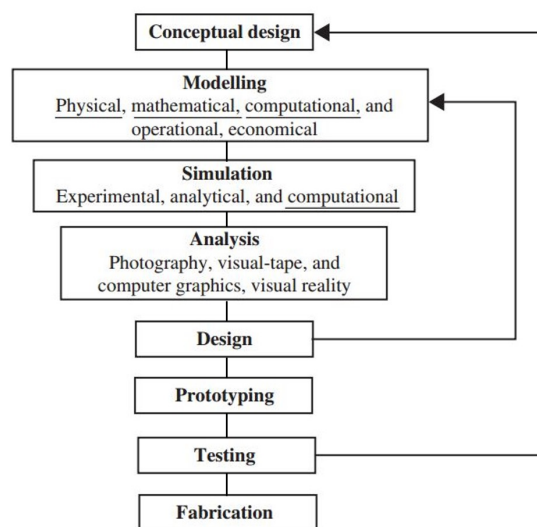 Conceptual design
Modelling
Physical, mathematical, computational, and
operational, economical
Simulation
Experimental, analytical, and computational
Analysis
Photography, visual-tape, and
computer graphics, visual reality
Design
Prototyping
Testing
Fabrication